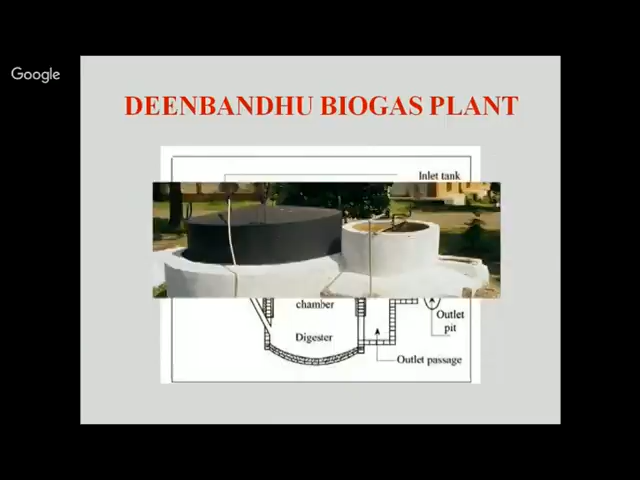 Google
DEENBANDHU BIOGAS PLANT
Inlet tank
chamber
Outlet
pit
Digester
Outlet passage